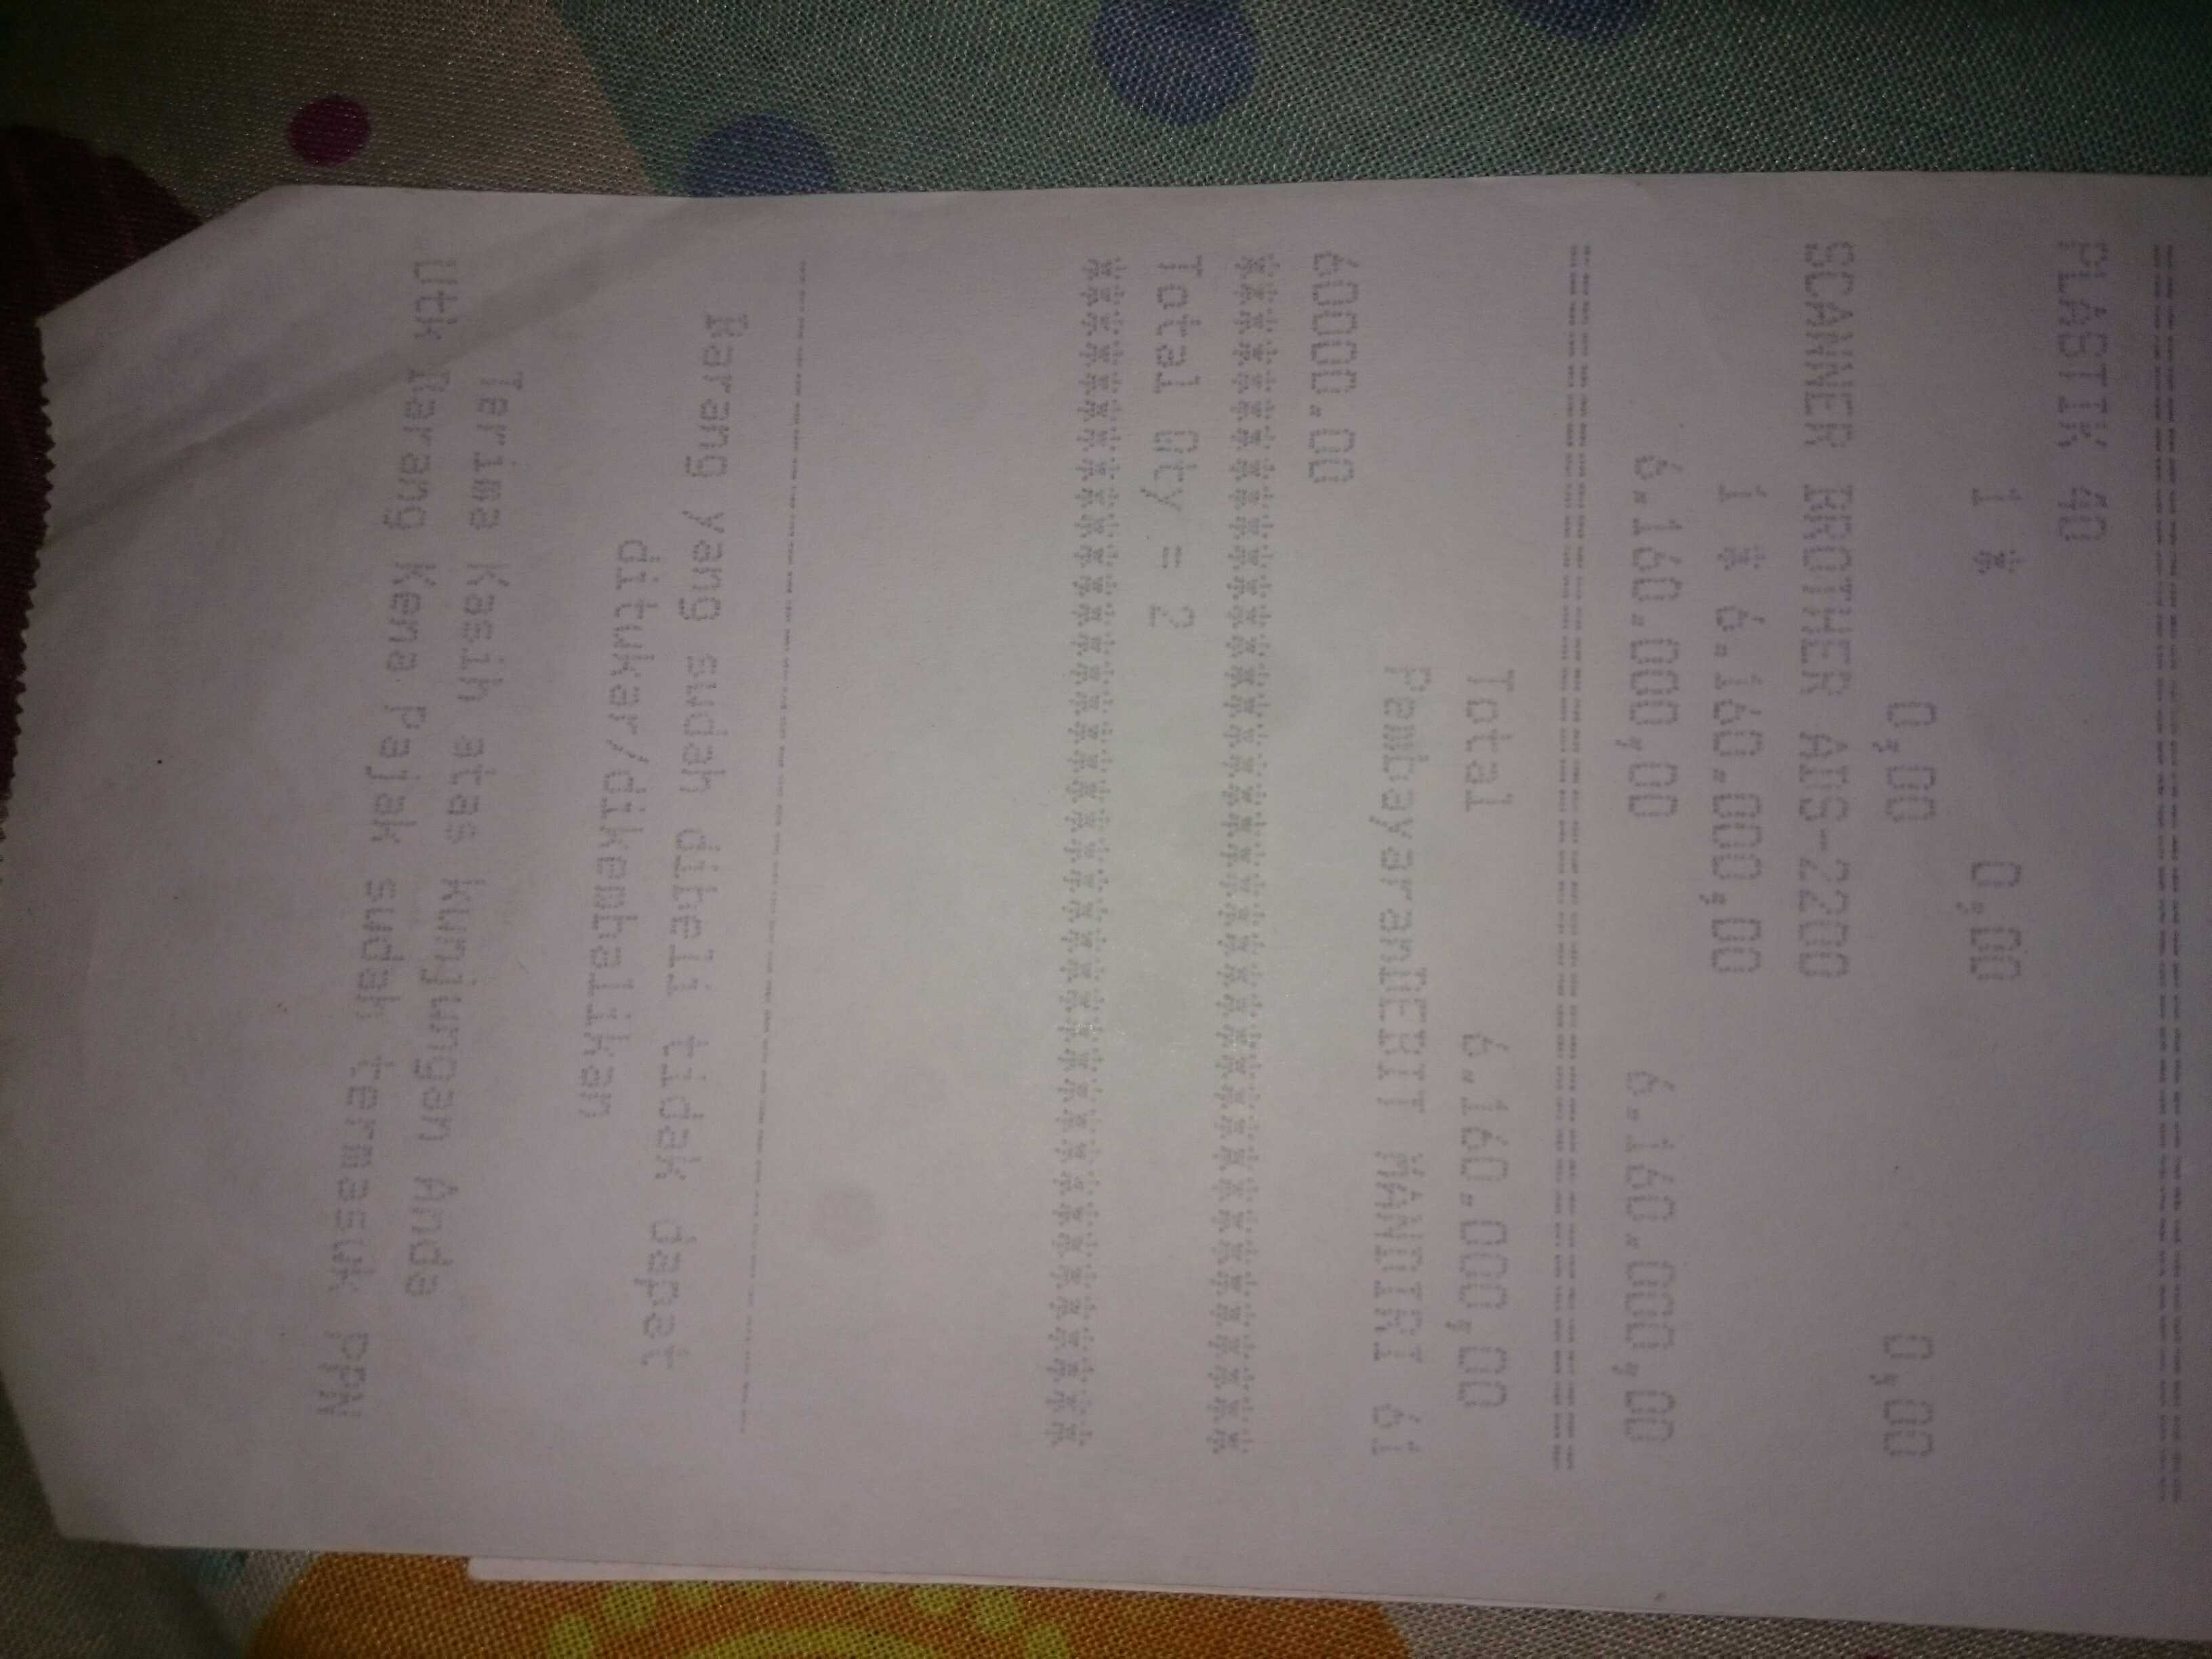 ==========================================
PLASTIK 40
1 * 0,00
0,00 0,00
SCANNER BROTHER ADS-2200
1 * 6.160.000,00
6.160.000,00 6.160.000,00
==========================================
Total 6.160.000,00
PembayaranDEBIT MANDIRI 61
60000.00
******************************************
Total Qty = 2
******************************************
------------------------------------------
Barang yang sudah dibeli tidak dapat
ditukar/dikembalikan
Terima Kasih atas kunjungan Anda
Utk Barang Kena Pajak sudah termasuk PPN